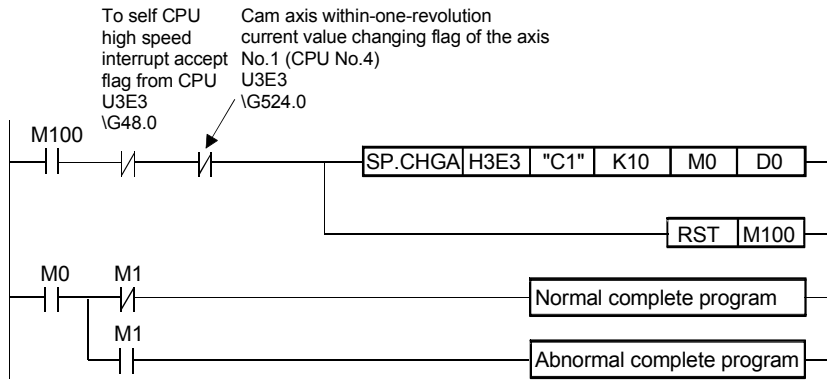 To self CPU
high speed
interrupt accept
flag from CPU
U3E3
\G48.0
Cam axis within-one-revolution
current value changing flag of the axis
No.1 (CPU No.4)
U3E3
\G524.0
M100
SP.CHGA H3E3 "C1" K10 M0 D0
RST M100
M0 M1
Normal complete program
M1
Abnormal complete program